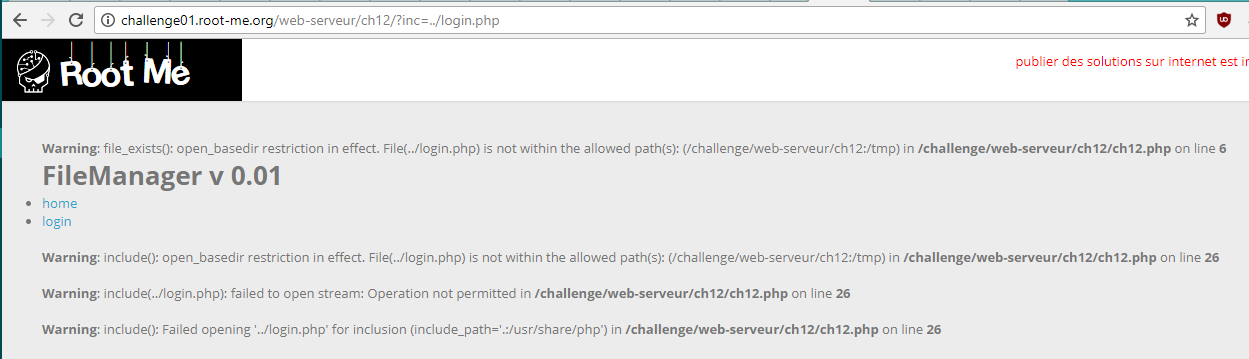 challenge01.root-me.org/web-serveur/ch12/?inc=../login.php
Root Me
publier des solutions sur internet est
Warning: file_exists(): open_basedir restriction in effect. File(../login.php) is not within the allowed path(s): (/challenge/web-serveur/ch12:/tmp) in /challenge/web-serveur/ch12/ch12.php on line 6
FileManager v 0.01
home
login
Warning: include(): open_basedir restriction in effect. File(../login.php) is not within the allowed path(s): (/challenge/web-serveur/ch12:/tmp) in /challenge/web-serveur/ch12/ch12.php on line 26
Warning: include(../login.php): failed to open stream: Operation not permitted in /challenge/web-serveur/ch12/ch12.php on line 26
Warning: include(): Failed opening '../login.php' for inclusion (include_path='.:/usr/share/php') in /challenge/web-serveur/ch12/ch12.php on line 26